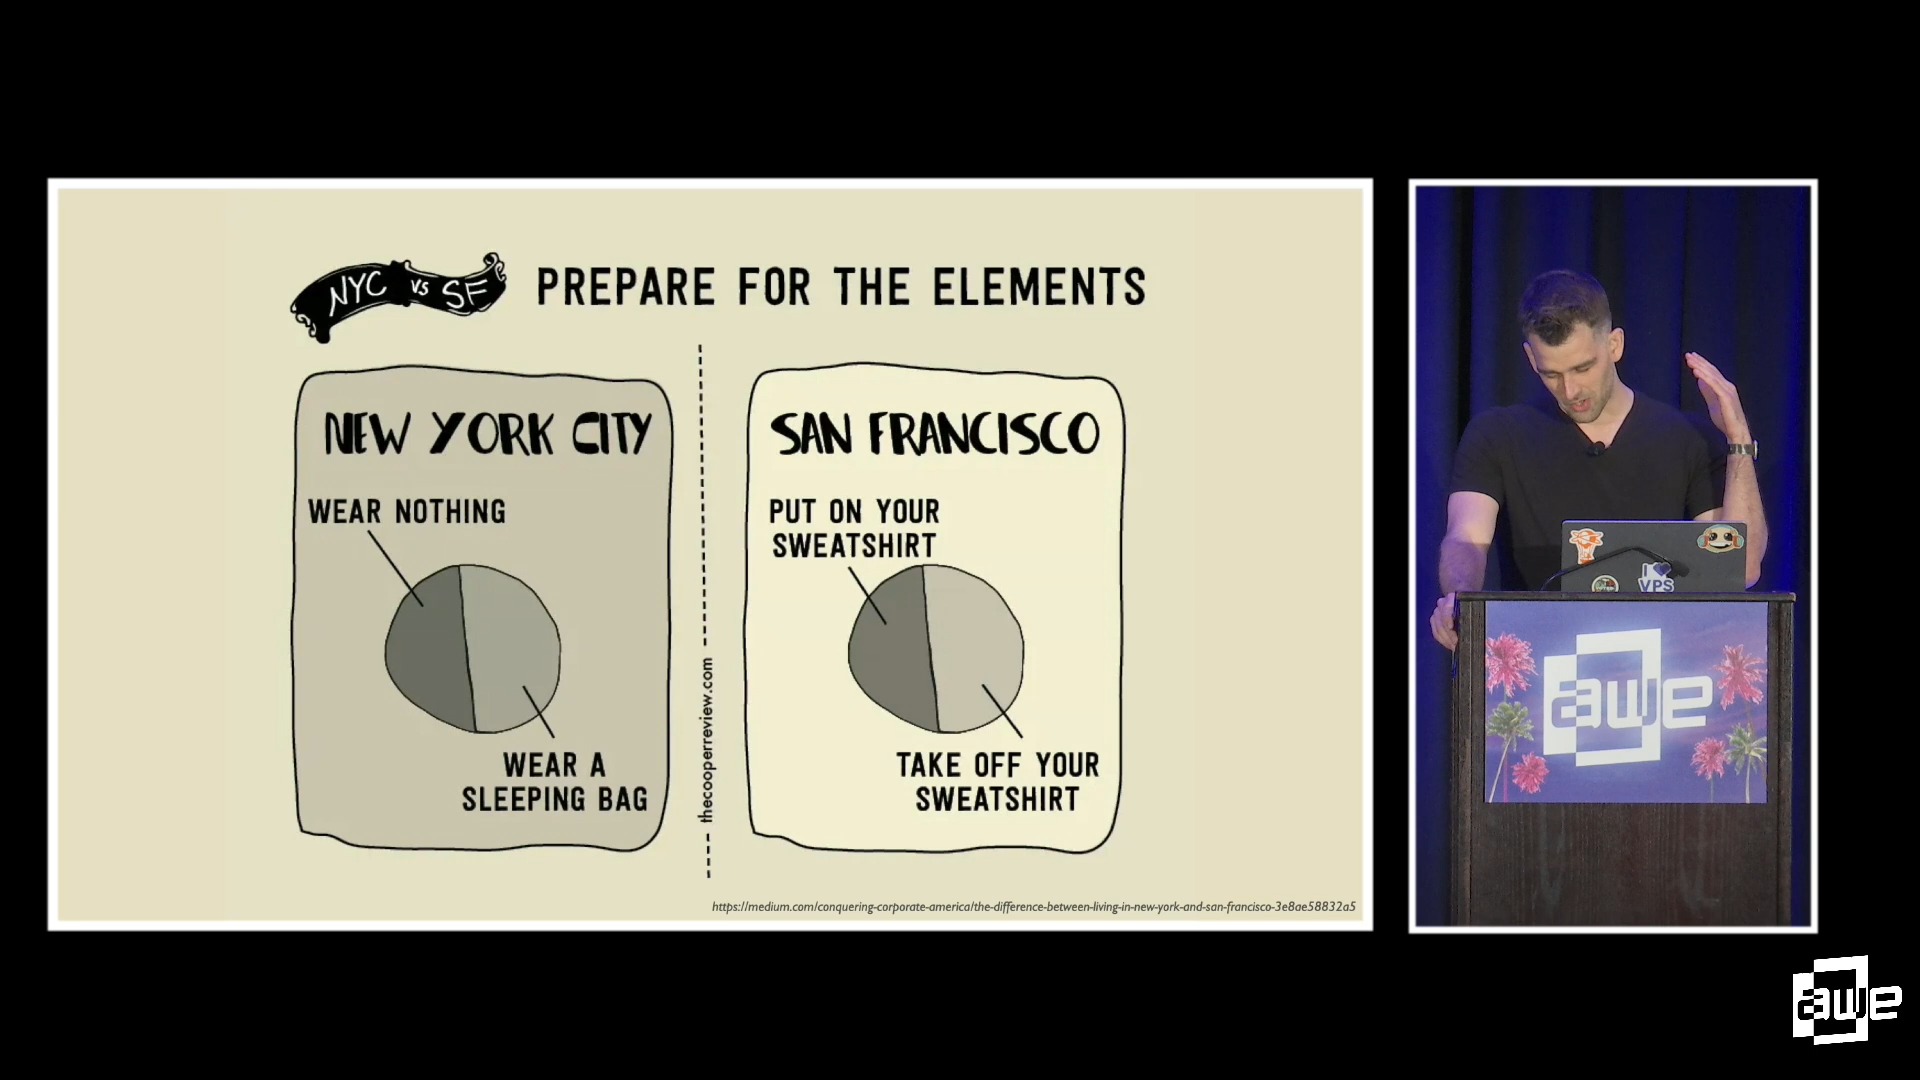 NYC vs SF
PREPARE FOR THE ELEMENTS
NEW YORK CITY
WEAR NOTHING
WEAR A
SLEEPING BAG
thecooperreview.com
SAN FRANCISCO
PUT ON YOUR
SWEATSHIRT
TAKE OFF YOUR
SWEATSHIRT
https://medium.com/conquering-corporate-america/the-difference-between-living-in-new-york-and-san-francisco-3e8ae58832a5
I
VPS
awe
awe